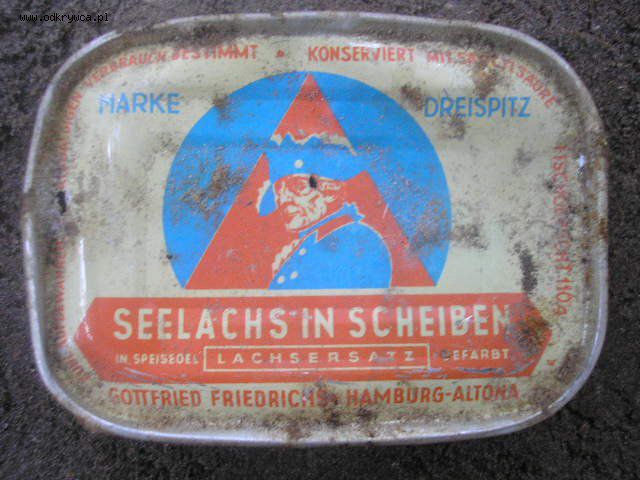 www.odkrywca.pl
VERBRAUCH BESTIMMT • KONSERVIERT MIT
MARKE DREISPITZ
SEELACHS IN SCHEIBEN
IN SPEISEOEL LACHSERSATZ GEFÄRBT
GOTTFRIED FRIEDRICHS, HAMBURG-ALTONA